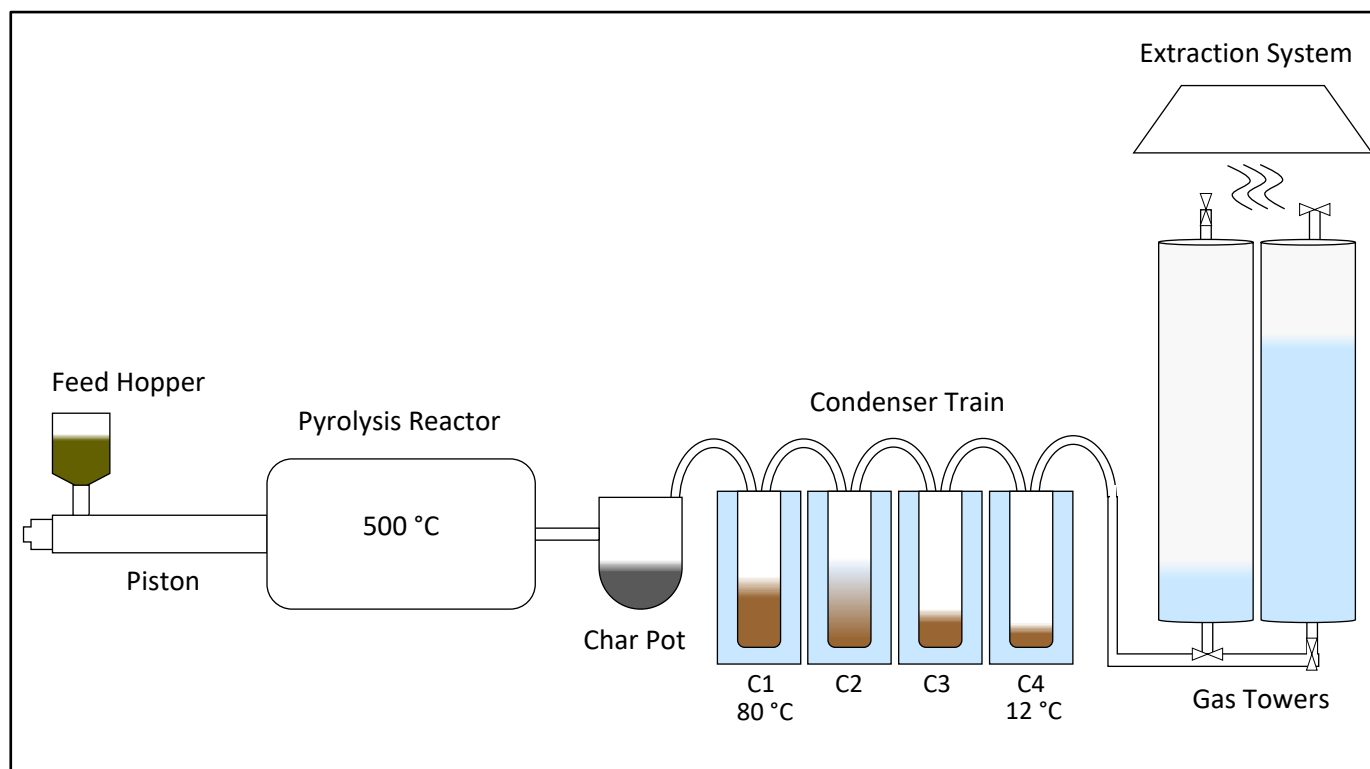 Extraction System
Feed Hopper
Pyrolysis Reactor
Condenser Train
500 °C
Piston
Char Pot
C1
80 °C
C2
C3
C4
12 °C
Gas Towers